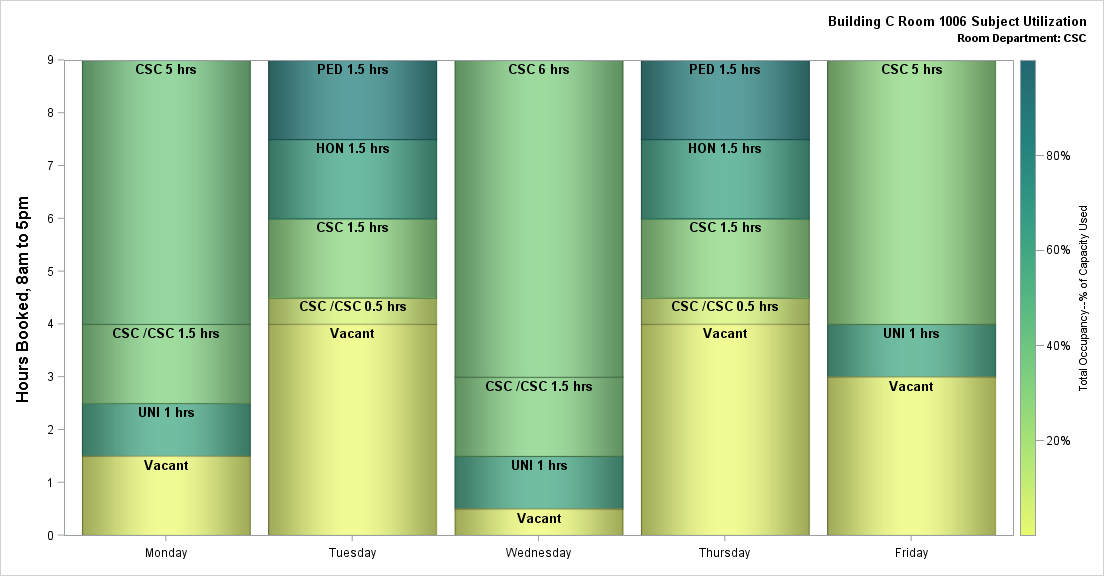 Building C Room 1006 Subject Utilization
Room Department: CSC
Hours Booked, 8am to 5pm
9
8
7
6
5
4
3
2
1
0
CSC 5 hrs
CSC /CSC 1.5 hrs
UNI 1 hrs
Vacant
PED 1.5 hrs
HON 1.5 hrs
CSC 1.5 hrs
CSC /CSC 0.5 hrs
Vacant
CSC 6 hrs
CSC /CSC 1.5 hrs
UNI 1 hrs
Vacant
PED 1.5 hrs
HON 1.5 hrs
CSC 1.5 hrs
CSC /CSC 0.5 hrs
Vacant
CSC 5 hrs
UNI 1 hrs
Vacant
Monday
Tuesday
Wednesday
Thursday
Friday
80%
60%
40%
20%
Total Occupancy--% of Capacity Used